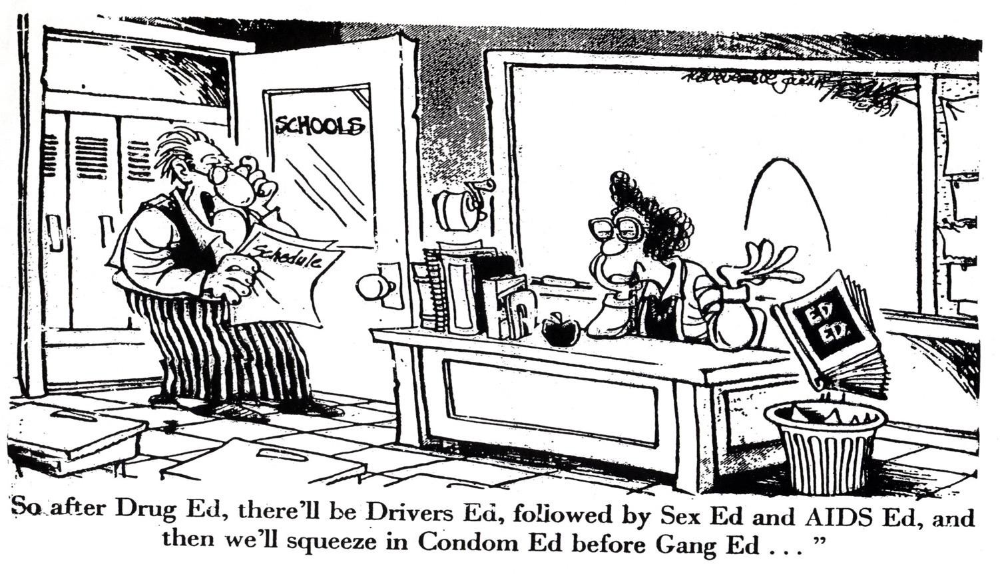 SCHOOLS
Schedule
ED
ED.
So after Drug Ed, there'll be Drivers Ed, followed by Sex Ed and AIDS Ed, and
then we'll squeeze in Condom Ed before Gang Ed . . . ”